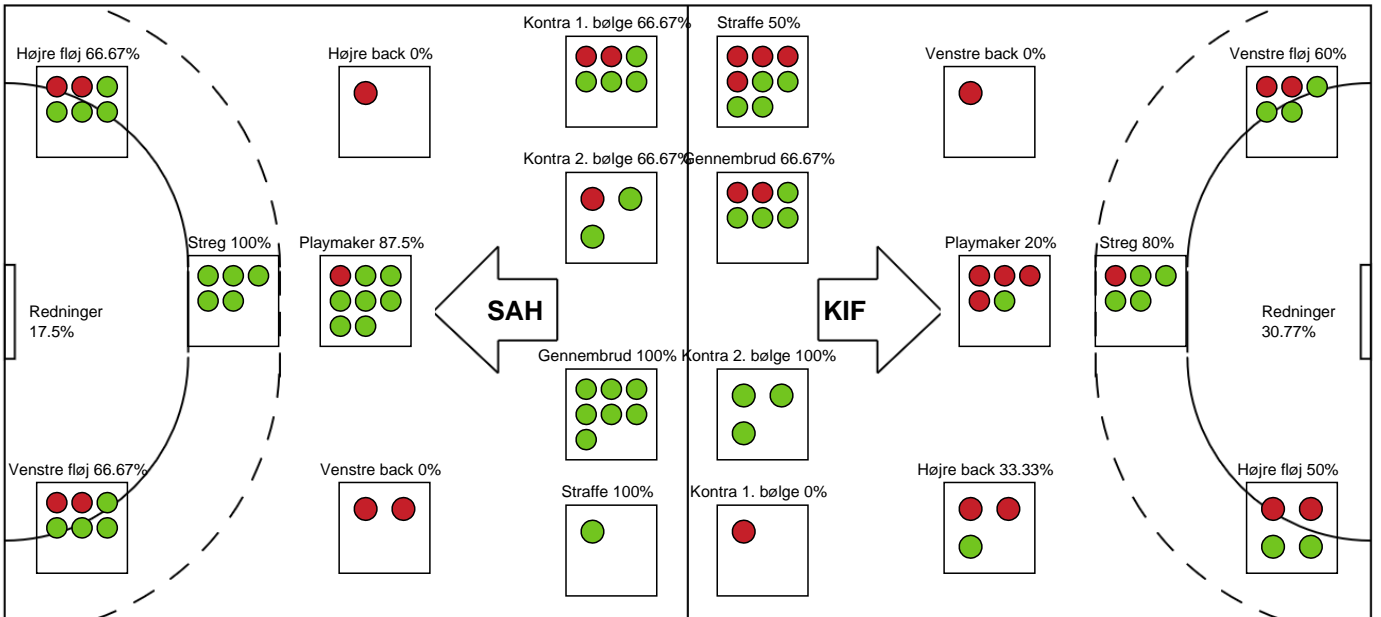 Kontra 1. bølge 66.67%
Straffe 50%
Højre fløj 66.67%
Højre back 0%
Venstre back 0%
Venstre fløj 60%
Kontra 2. bølge 66.67%
Gennembrud 66.67%
Streg 100%
Playmaker 87.5%
Playmaker 20%
Streg 80%
Redninger
17.5%
SAH
KIF
Redninger
30.77%
Gennembrud 100%
Kontra 2. bølge 100%
Venstre fløj 66.67%
Venstre back 0%
Højre back 33.33%
Højre fløj 50%
Straffe 100%
Kontra 1. bølge 0%